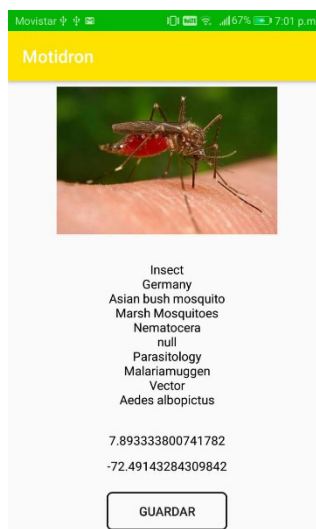 Movistar 67% 7:01 p.m.
Motidron
Insect
Germany
Asian bush mosquito
Marsh Mosquitoes
Nematocera
null
Parasitology
Malariamuggen
Vector
Aedes albopictus
7.893333800741782
-72.49143284309842
GUARDAR